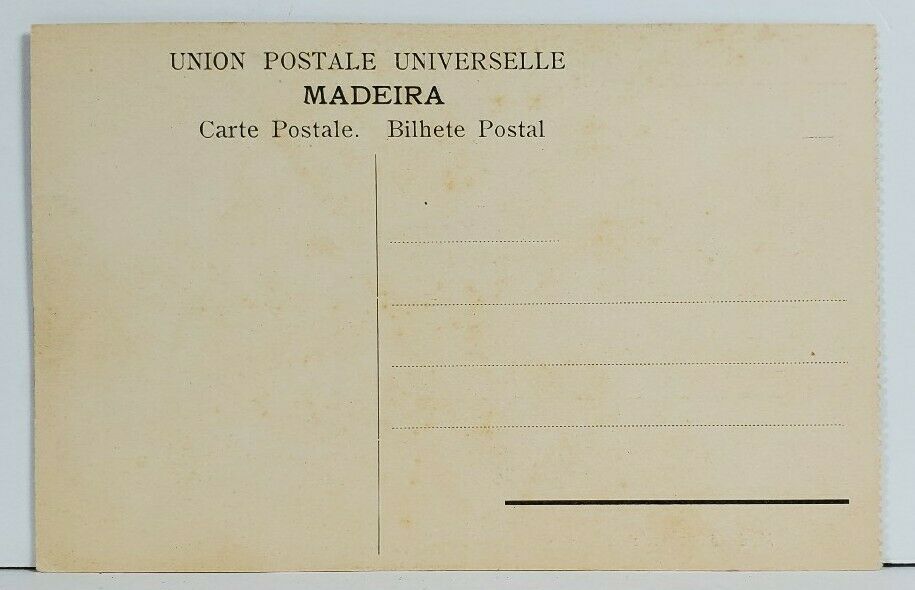 UNION POSTALE UNIVERSELLE
MADEIRA
Carte Postale. Bilhete Postal